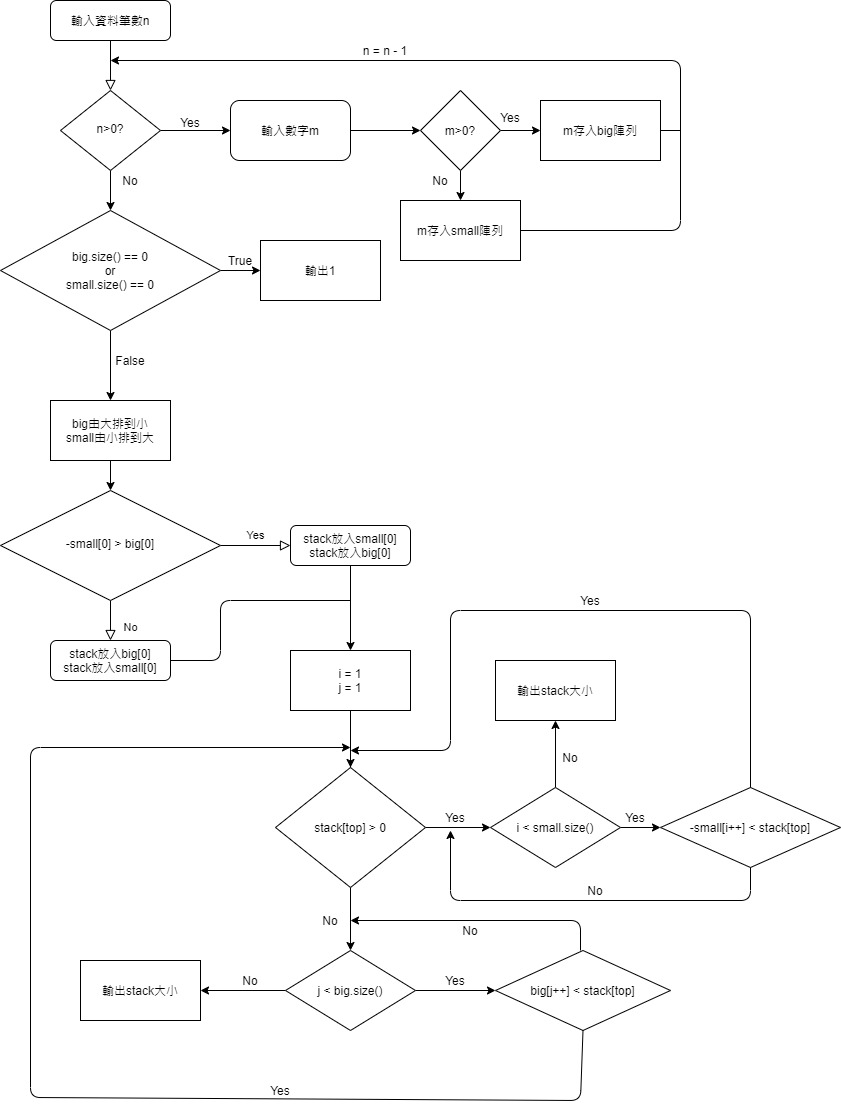 輸入資料筆數n
n = n - 1
n>0?
Yes
輸入數字m
m>0?
Yes
m存入big陣列
No
No
m存入small陣列
big.size() == 0
or
small.size() == 0
True
輸出1
False
big由大排到小
small由小排到大
-small[0] > big[0]
Yes
stack放入small[0]
stack放入big[0]
No
stack放入big[0]
stack放入small[0]
Yes
i = 1
j = 1
輸出stack大小
No
stack[top] > 0
Yes
i < small.size()
Yes
-small[i++] < stack[top]
No
No
No
輸出stack大小
No
j < big.size()
Yes
big[j++] < stack[top]
Yes